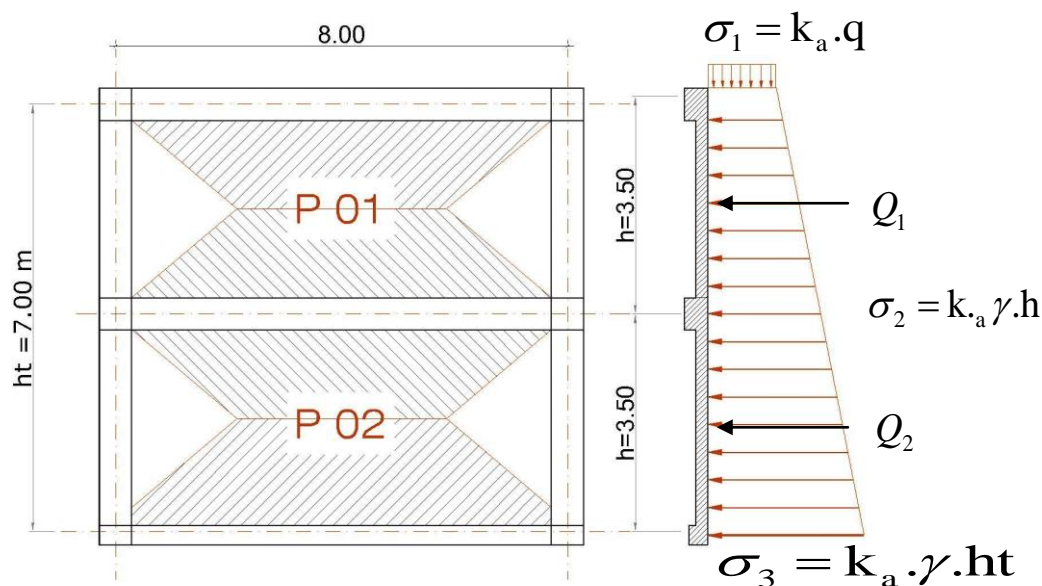 8.00
σ₁ = kₐ .q
P 01
h=3.50
Q₁
ht =7.00 m
σ₂ = k.ₐ γ.h
P 02
h=3.50
Q₂
σ₃ = kₐ .γ.ht